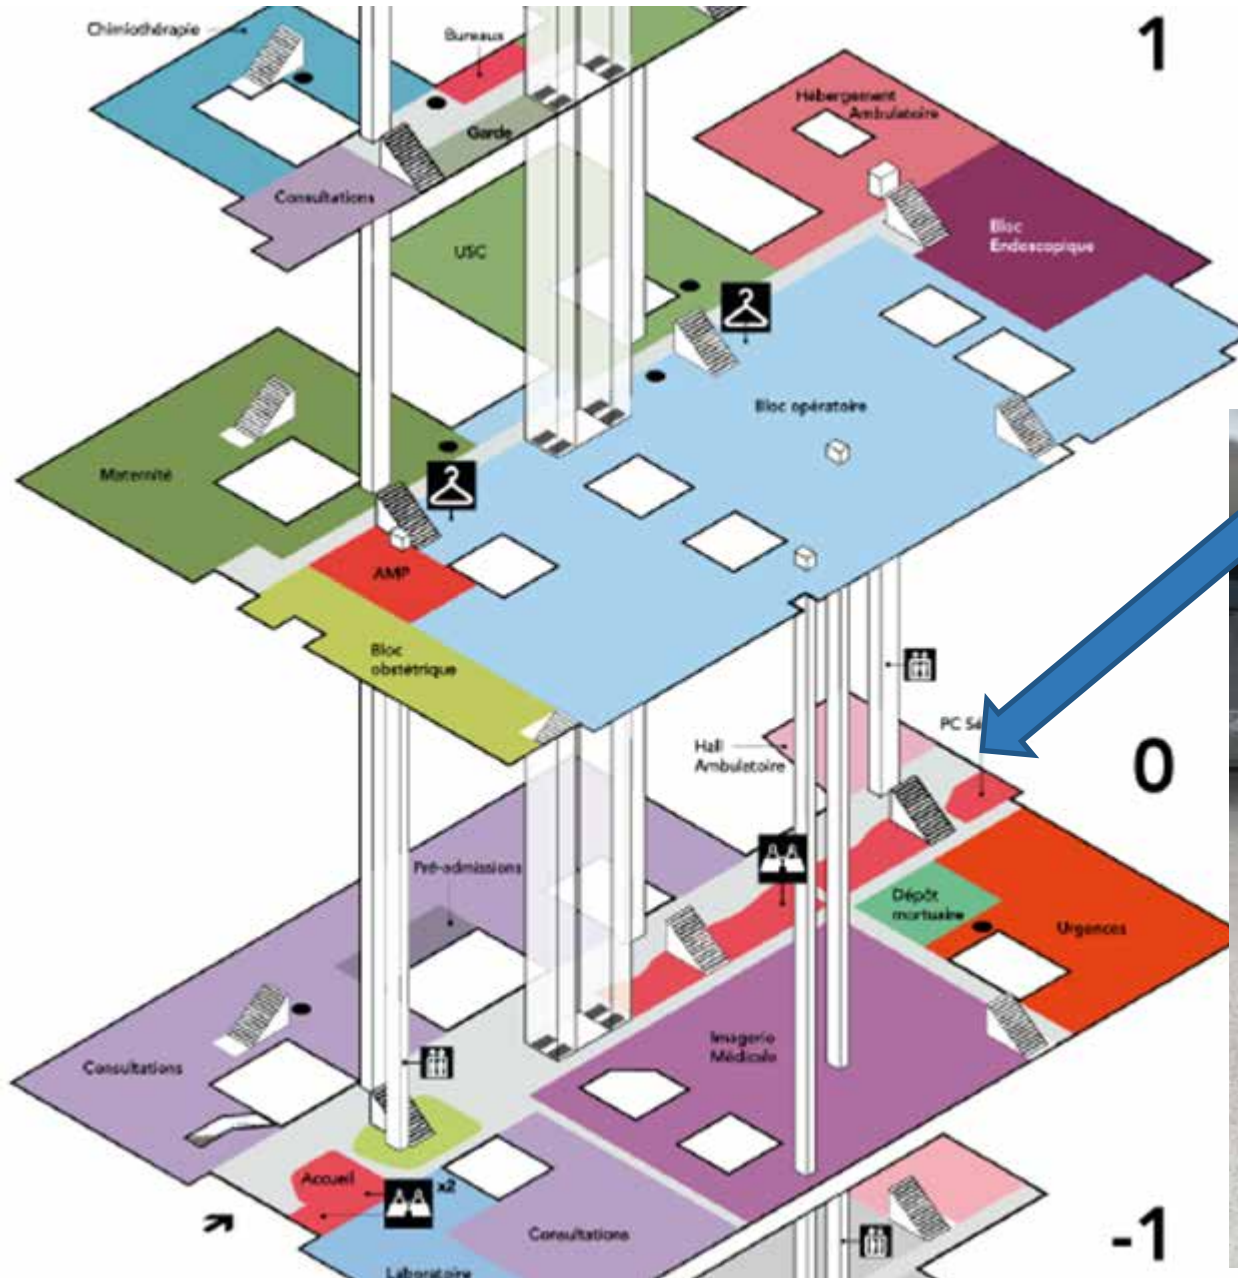 Chimiothérapie
Bureaux
1
Garde
Consultations
Hébergement
Ambulatoire
Bloc
Endoscopique
USC
Bloc opératoire
Maternité
AMP
Bloc
obstétrique
Hall
Ambulatoire
PC
0
Pré-admissions
Dépôt
mortuaire
Urgences
Imagerie
Médicale
Consultations
Accueil
x2
Consultations
Laboratoire
-1